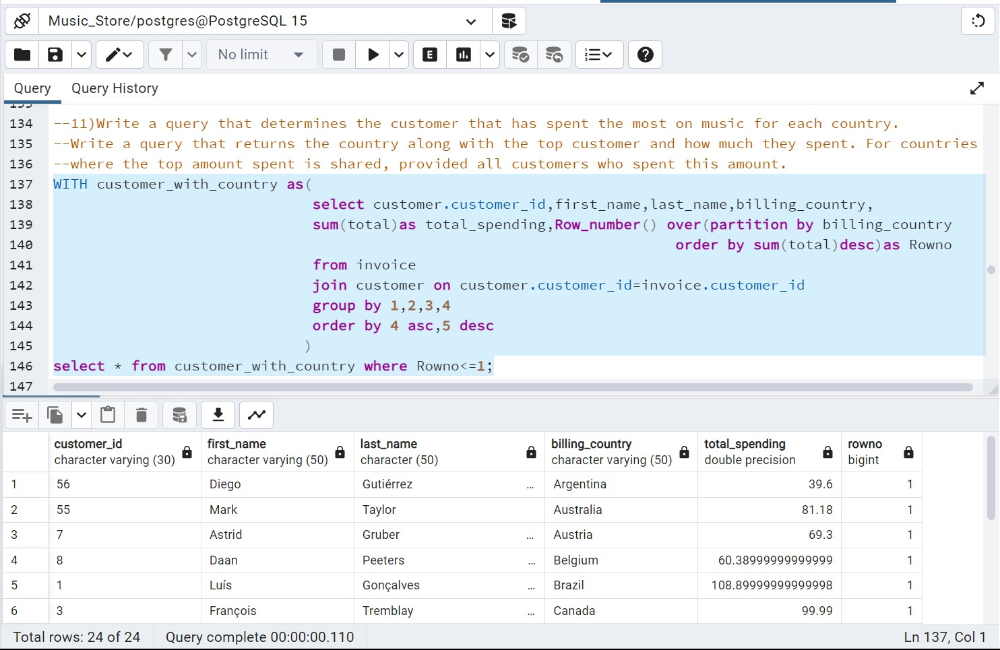 Music_Store/postgres@PostgreSQL 15
No limit
E
Query Query History
134 --11)Write a query that determines the customer that has spent the most on music for each country.
135 --Write a query that returns the country along with the top customer and how much they spent. For countries
136 --where the top amount spent is shared, provided all customers who spent this amount.
137 WITH customer_with_country as(
138 select customer.customer_id,first_name,last_name,billing_country,
139 sum(total)as total_spending,Row_number() over(partition by billing_country
140 order by sum(total)desc)as Rowno
141 from invoice
142 join customer on customer.customer_id=invoice.customer_id
143 group by 1,2,3,4
144 order by 4 asc,5 desc
145 )
146 select * from customer_with_country where Rowno<=1;
147
customer_id first_name last_name billing_country total_spending rowno
character varying (30) character varying (50) character (50) character varying (50) double precision bigint
1 56 Diego Gutiérrez ... Argentina 39.6 1
2 55 Mark Taylor Australia 81.18 1
3 7 Astrid Gruber ... Austria 69.3 1
4 8 Daan Peeters ... Belgium 60.38999999999999 1
5 1 Luís Gonçalves ... Brazil 108.89999999999998 1
6 3 François Tremblay ... Canada 99.99 1
Total rows: 24 of 24 Query complete 00:00:00.110 Ln 137, Col 1